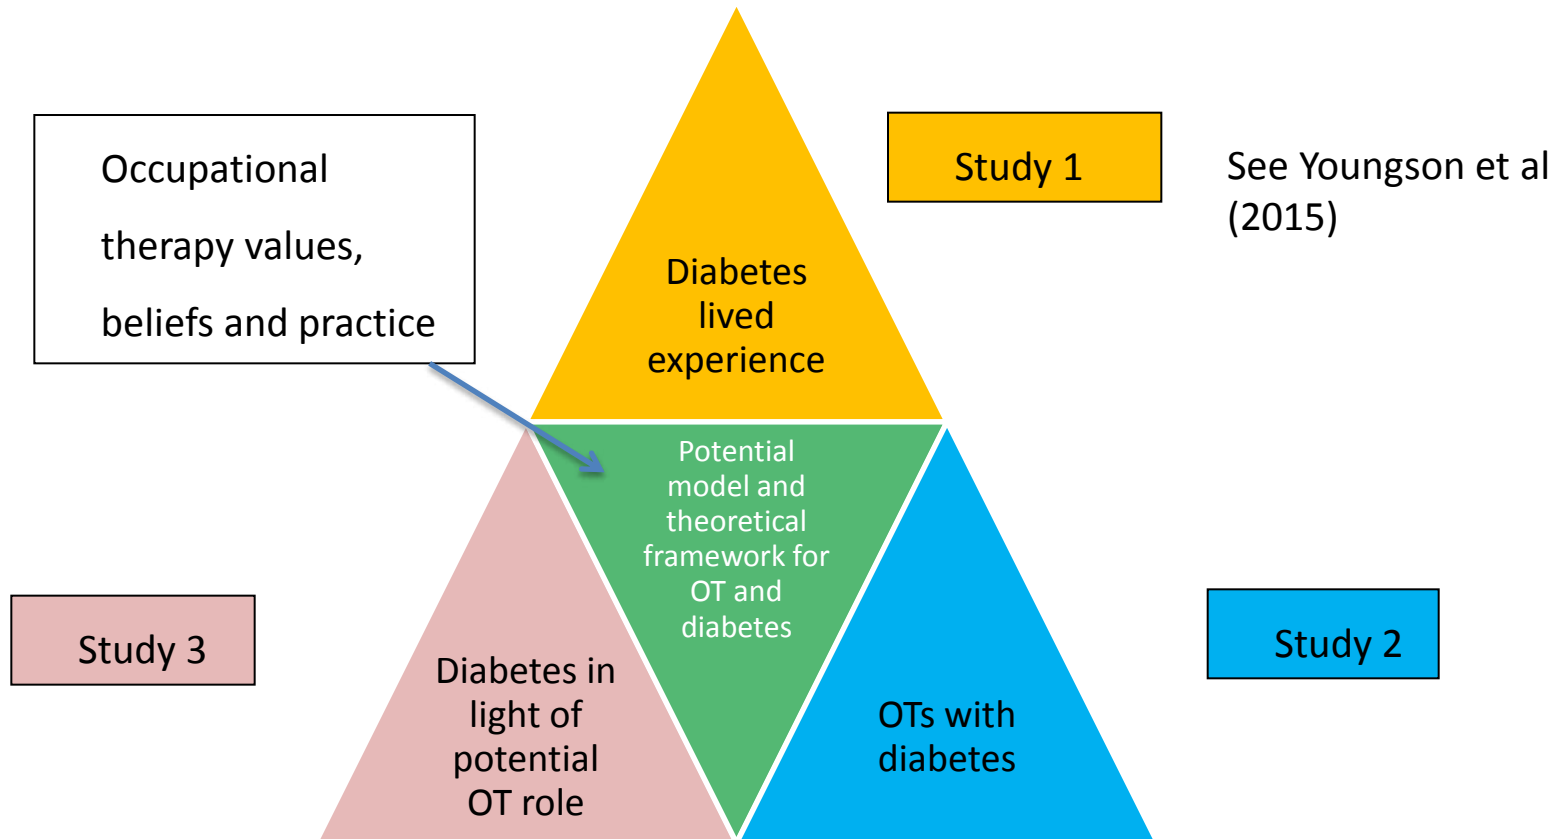 Occupational
therapy values,
beliefs and practice
Study 1
See Youngson et al
(2015)
Diabetes
lived
experience
Potential
model and
theoretical
framework for
OT and
diabetes
Study 3
Diabetes in
light of
potential
OT role
OTs with
diabetes
Study 2